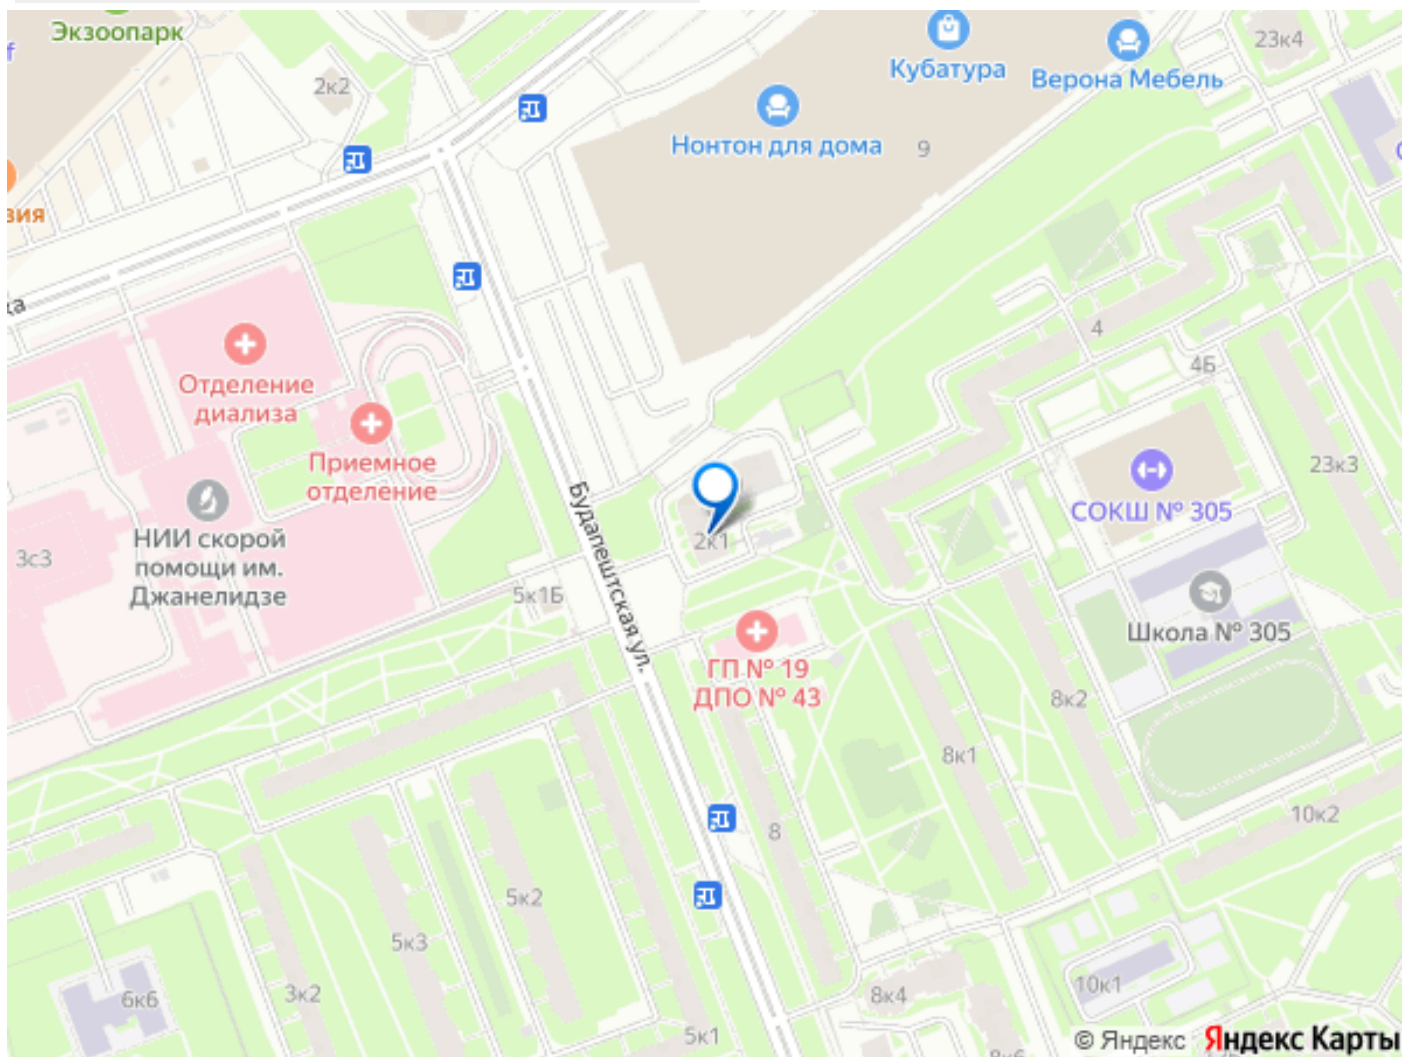 Экзоопарк
f
2к2
Кубатура
Верона Мебель
23к4
Нонтон для дома
9
зия
Отделение
диализа
Приемное
отделение
НИИ скорой
помощи им.
Джанелидзе
3с3
5к1Б
Будапештская ул.
2к1
4
4Б
СОКШ № 305
23к3
Школа № 305
ГП № 19
ДПО № 43
8к2
8к1
8
10к2
5к2
5к3
3к2
6к6
5к1
8к4
10к1
© Яндекс Яндекс Карты